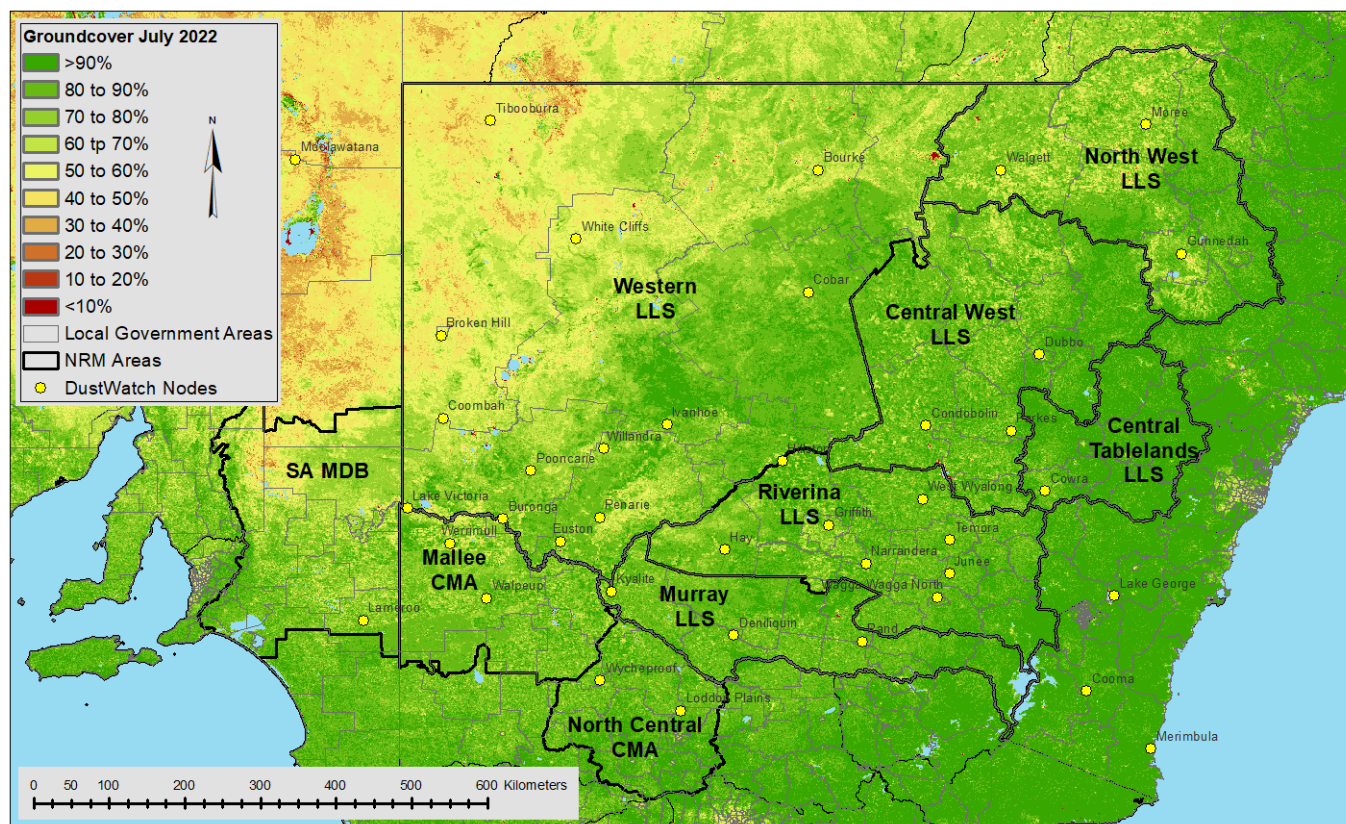 Groundcover July 2022
>90%
80 to 90%
70 to 80%
60 tp 70%
50 to 60%
40 to 50%
30 to 40%
20 to 30%
10 to 20%
<10%
Local Government Areas
NRM Areas
DustWatch Nodes
N
Tibooburra
Moolawatana
Moree
Bourke
Walgett
North West
LLS
White Cliffs
Gunnedah
Cobar
Western
LLS
Central West
LLS
Broken Hill
Dubbo
Coombah
Ivanhoe
Condobolin
Parkes
Central
Tablelands
LLS
Willandra
Hillston
Pooncarie
SA MDB
Cowra
Lake Victoria
Buronga
Penarie
Riverina
LLS
West Wyalong
Griffith
Werrimull
Euston
Temora
Hay
Mallee
CMA
Narrandera
Junee
Kyalite
Walpeup
Wagga Wagga North
Lake George
Murray
LLS
Lameroo
Deniliquin
Rand
Wycheproof
Cooma
Loddon Plains
North Central
CMA
Merimbula
0 50 100 200 300 400 500 600 Kilometers